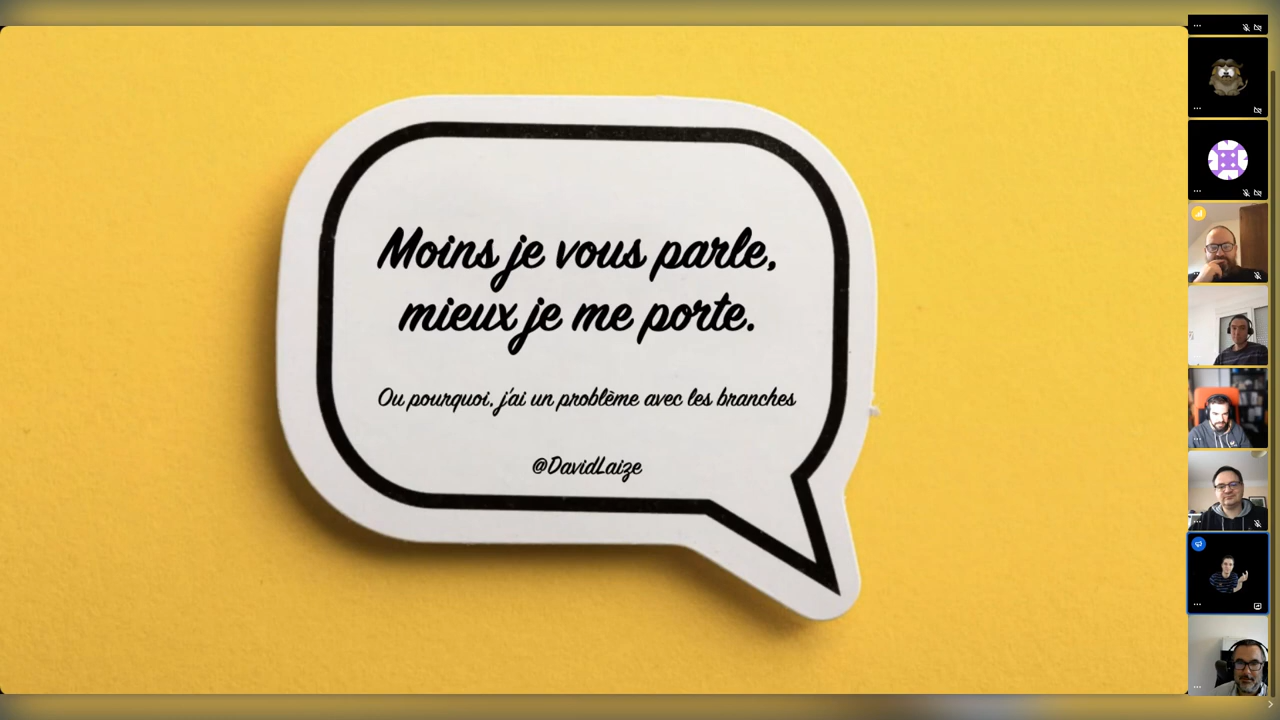 Moins je vous parle,
mieux je me porte.
Ou pourquoi, j'ai un problème avec les branches
@DavidLaize